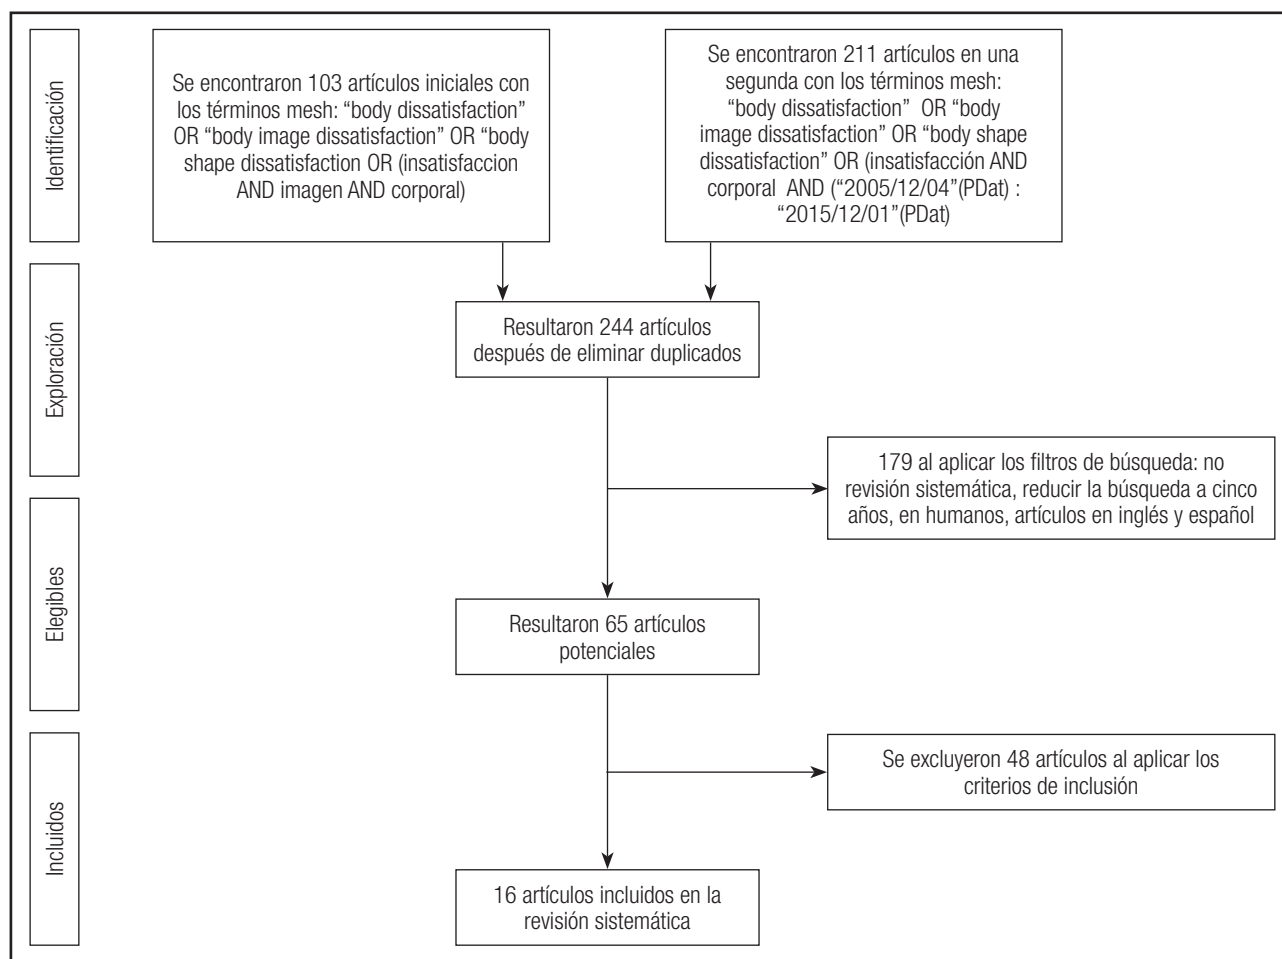 Identificación
Se encontraron 103 artículos iniciales con
los términos mesh: “body dissatisfaction”
OR “body image dissatisfaction” OR “body
shape dissatisfaction OR (insatisfaccion
AND imagen AND corporal)
Se encontraron 211 artículos en una
segunda con los términos mesh:
“body dissatisfaction” OR “body
image dissatisfaction” OR “body shape
dissatisfaction” OR (insatisfacción AND
corporal AND (“2005/12/04”(PDat) :
“2015/12/01”(PDat)
Exploración
Resultaron 244 artículos
después de eliminar duplicados
179 al aplicar los filtros de búsqueda: no
revisión sistemática, reducir la búsqueda a cinco
años, en humanos, artículos en inglés y español
Elegibles
Resultaron 65 artículos
potenciales
Incluidos
Se excluyeron 48 artículos al aplicar los
criterios de inclusión
16 artículos incluidos en la
revisión sistemática